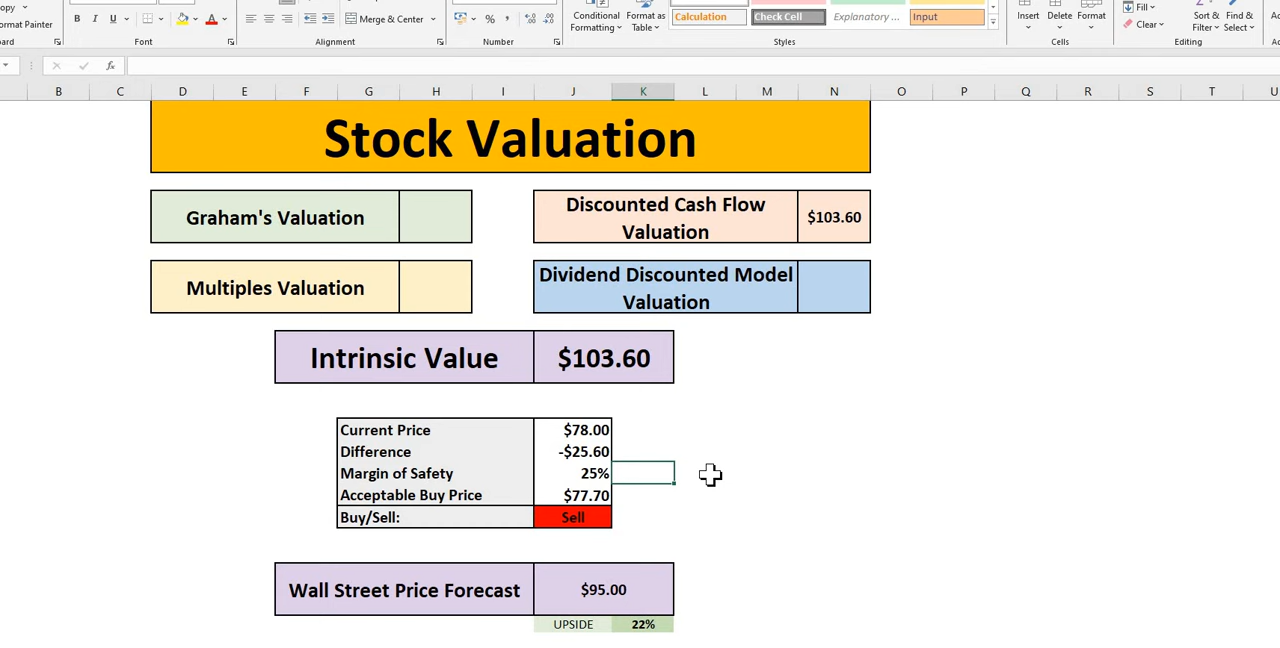 opy
ormat Painter
ard
B I U A
Font
Merge & Center
Alignment
% ,
Number
Conditional Formatting
Format as Table
Calculation
Check Cell
Explanatory ...
Input
Styles
Insert
Delete
Format
Cells
Fill
Clear
Sort & Filter
Find & Select
Editing
fx
B C D E F G H I J K L M N O P Q R S T U
Stock Valuation
Graham's Valuation
Discounted Cash Flow
Valuation
$103.60
Multiples Valuation
Dividend Discounted Model
Valuation
Intrinsic Value $103.60
Current Price $78.00
Difference -$25.60
Margin of Safety 25%
Acceptable Buy Price $77.70
Buy/Sell: Sell
Wall Street Price Forecast $95.00
UPSIDE 22%